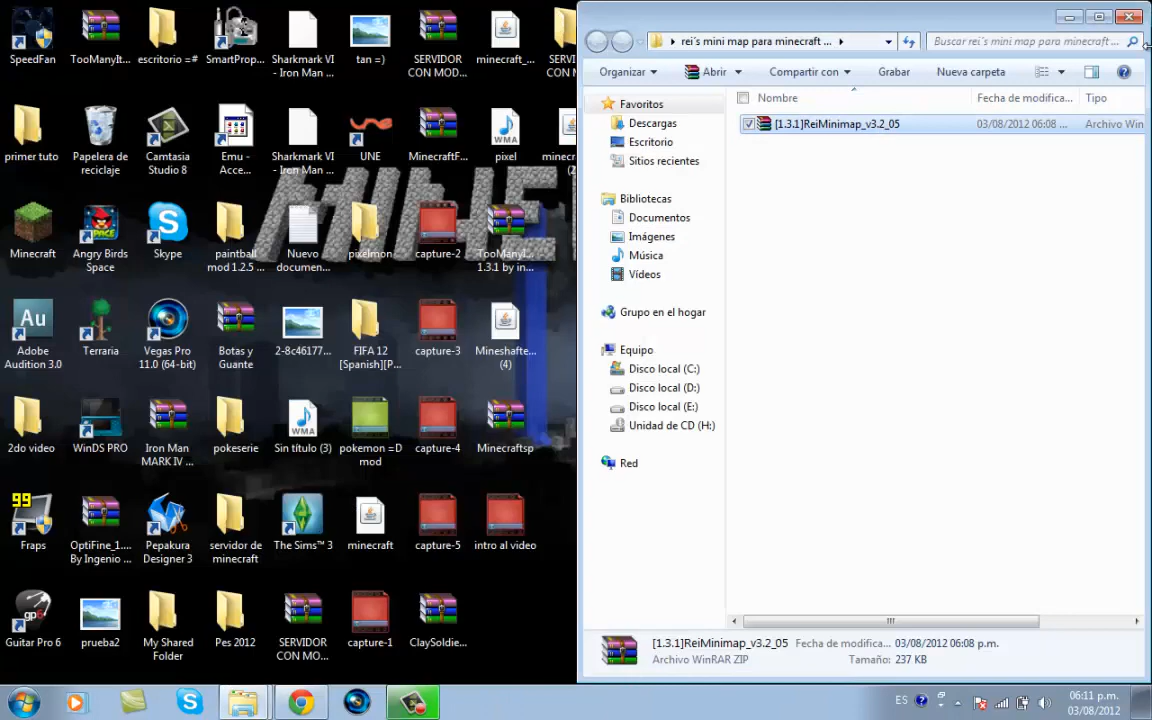 SpeedFan
TooManyIt...
escritorio =#
SmartProp...
Sharkmark VI
- Iron Man ...
tan =)
SERVIDOR
CON MOD...
minecraft_...
SERVID
CON MO
primer tuto
Papelera de
reciclaje
Camtasia
Studio 8
Emu -
Acce...
Sharkmark VI
- Iron Man ...
UNE
MinecraftF...
pixel
minecr
(2
Minecraft
Angry Birds
Space
Skype
paintball
mod 1.2.5 ...
Nuevo
documen...
pixelmon
capture-2
TooManyI...
1.3.1 by in...
Adobe
Audition 3.0
Terraria
Vegas Pro
11.0 (64-bit)
Botas y
Guante
2-8c46177...
FIFA 12
[Spanish][P...
capture-3
Mineshafte...
(4)
2do video
WinDS PRO
Iron Man
MARK IV ...
pokeserie
Sin título (3)
pokemon =D
mod
capture-4
Minecraftsp
99
Fraps
OptiFine_1....
By Ingenio ...
Pepakura
Designer 3
servidor de
minecraft
The Sims™ 3
minecraft
capture-5
intro al video
Guitar Pro 6
prueba2
My Shared
Folder
Pes 2012
SERVIDOR
CON MO...
capture-1
ClaySoldie...
rei´s mini map para minecraft ...
Buscar rei´s mini map para minecraft ...
Organizar
Abrir
Compartir con
Grabar
Nueva carpeta
Nombre
Fecha de modifica...
Tipo
[1.3.1]ReiMinimap_v3.2_05
03/08/2012 06:08 ...
Archivo Win
Favoritos
Descargas
Escritorio
Sitios recientes
Bibliotecas
Documentos
Imágenes
Música
Vídeos
Grupo en el hogar
Equipo
Disco local (C:)
Disco local (D:)
Disco local (E:)
Unidad de CD (H:)
Red
[1.3.1]ReiMinimap_v3.2_05
Fecha de modifica...
03/08/2012 06:08 p.m.
Archivo WinRAR ZIP
Tamaño:
237 KB
ES
06:11 p.m.
03/08/2012